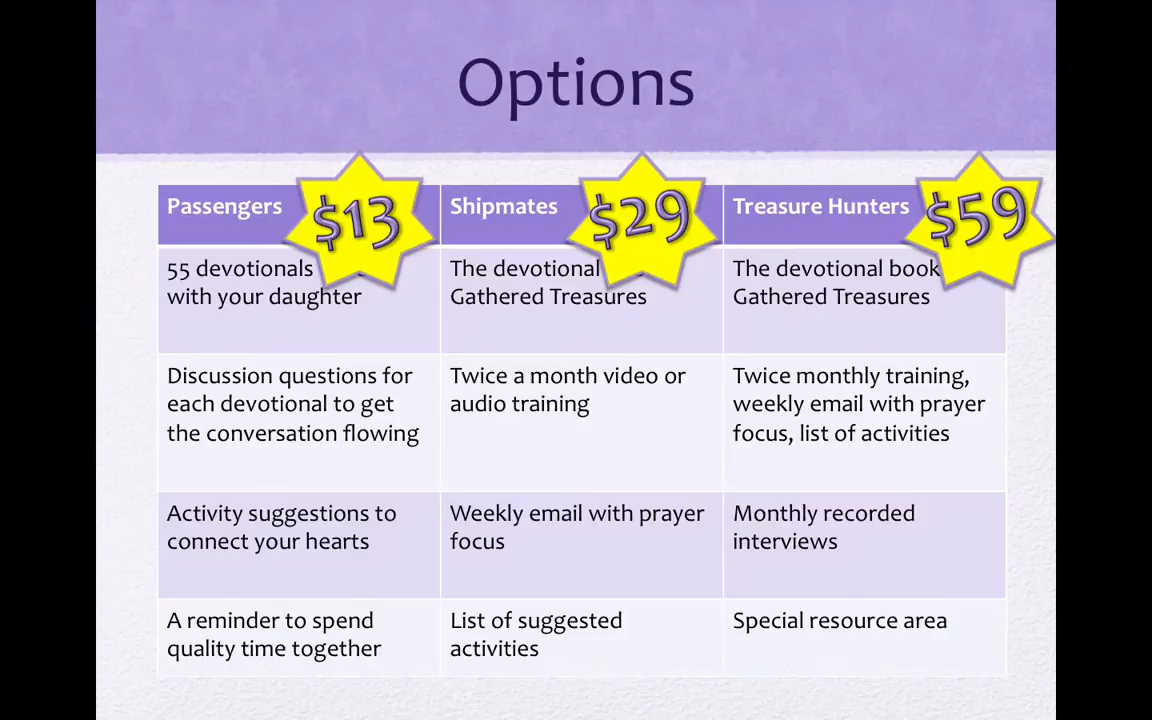 Options
Passengers
$13
Shipmates
$29
Treasure Hunters
$59
55 devotionals
with your daughter
The devotional
Gathered Treasures
The devotional book
Gathered Treasures
Discussion questions for
each devotional to get
the conversation flowing
Twice a month video or
audio training
Twice monthly training,
weekly email with prayer
focus, list of activities
Activity suggestions to
connect your hearts
Weekly email with prayer
focus
Monthly recorded
interviews
A reminder to spend
quality time together
List of suggested
activities
Special resource area